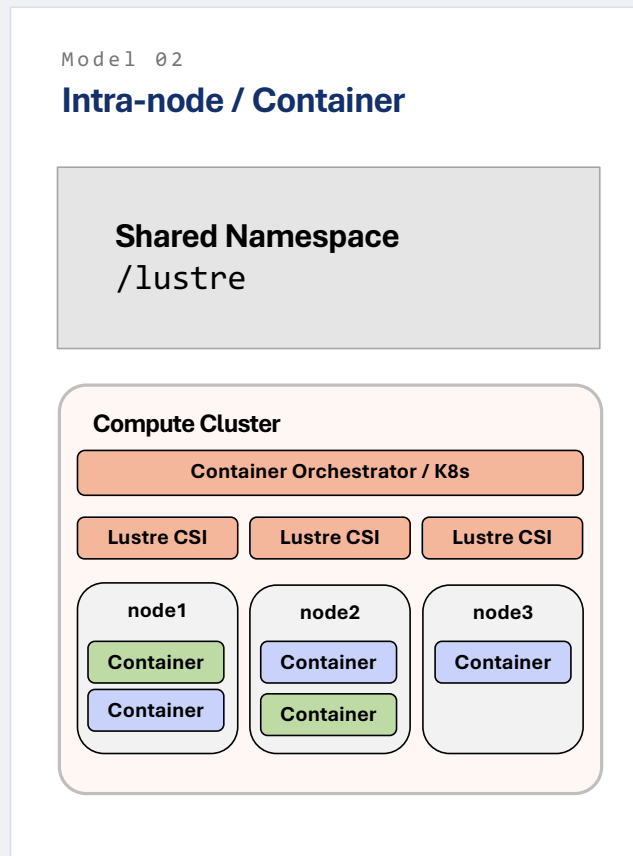 Model 02
Intra-node / Container
Shared Namespace
/lustre
Compute Cluster
Container Orchestrator / K8s
Lustre CSI
Lustre CSI
Lustre CSI
node1
Container
Container
node2
Container
Container
node3
Container